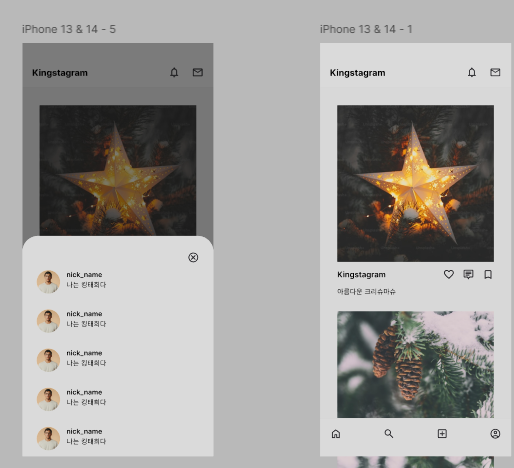 iPhone 13 & 14 - 5
Kingstagram
nick_name
나는 킹태희다
nick_name
나는 킹태희다
nick_name
나는 킹태희다
nick_name
나는 킹태희다
nick_name
나는 킹태희다
iPhone 13 & 14 - 1
Kingstagram
Kingstagram
아름다운 크리슈마슈